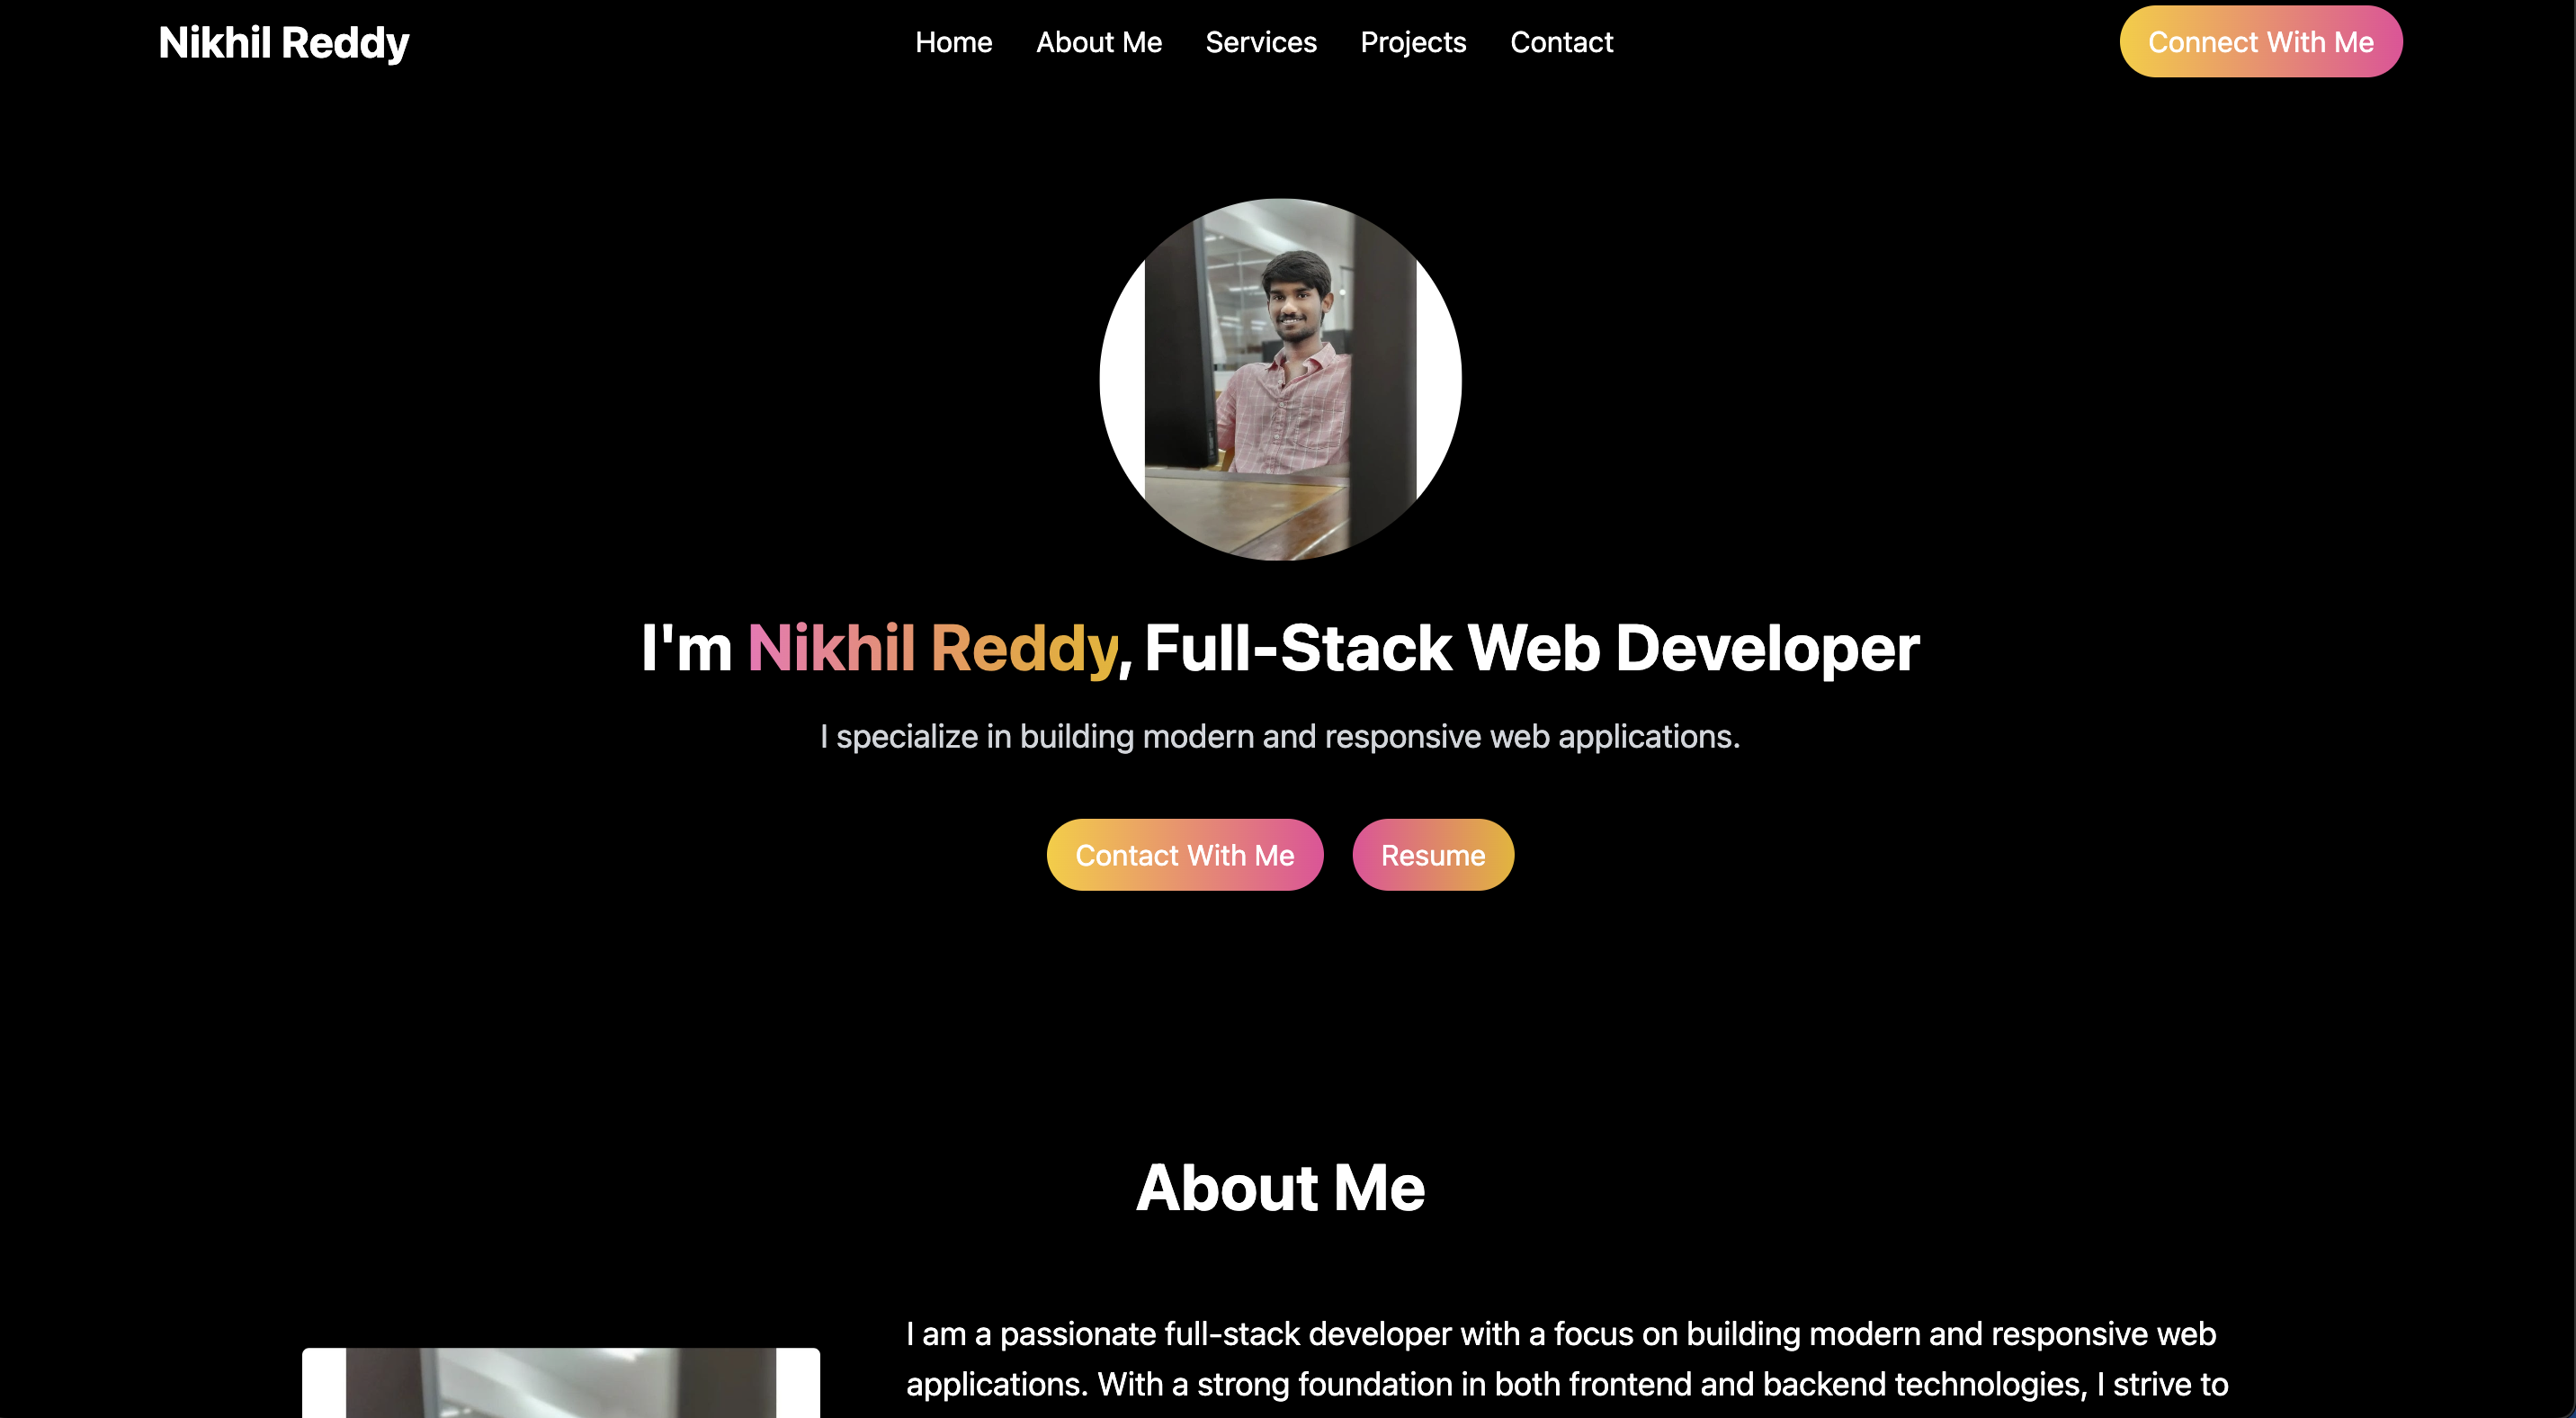 Nikhil Reddy
Home
About Me
Services
Projects
Contact
Connect With Me
I'm Nikhil Reddy, Full-Stack Web Developer
I specialize in building modern and responsive web applications.
Contact With Me
Resume
About Me
I am a passionate full-stack developer with a focus on building modern and responsive web
applications. With a strong foundation in both frontend and backend technologies, I strive to